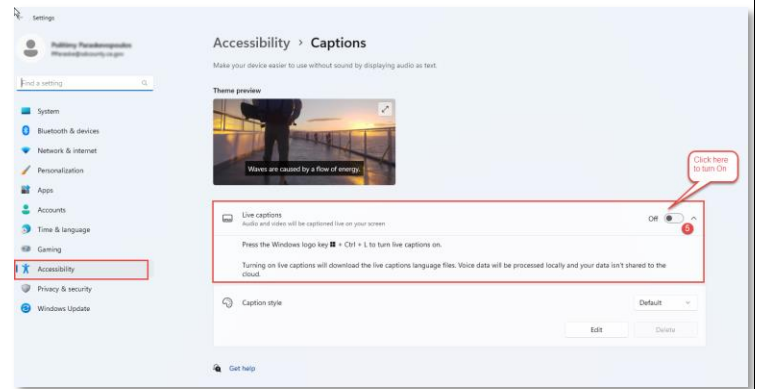 Settings
Accessibility > Captions
Make your device easier to use without sound by displaying audio as text.
Find a setting
Theme preview
Waves are caused by a flow of energy.
System
Bluetooth & devices
Network & internet
Personalization
Apps
Accounts
Time & language
Gaming
Accessibility
Privacy & security
Windows Update
Click here
to turn On
Live captions
Audio and video will be captioned live on your screen
Off
5
Press the Windows logo key + Ctrl + L to turn live captions on.
Turning on live captions will download the live captions language files. Voice data will be processed locally and your data isn't shared to the
cloud.
Caption style
Default
Edit
Delete
Get help